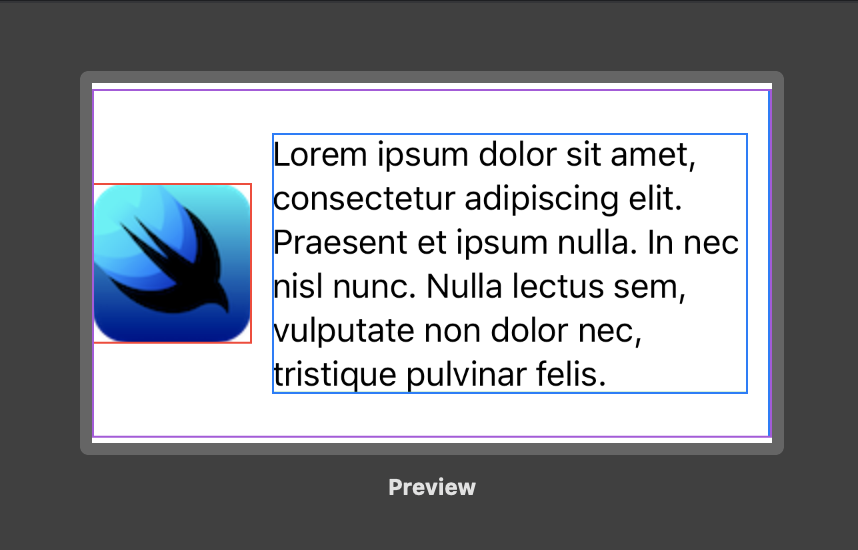 Lorem ipsum dolor sit amet,
consectetur adipiscing elit.
Praesent et ipsum nulla. In nec
nisl nunc. Nulla lectus sem,
vulputate non dolor nec,
tristique pulvinar felis.
Preview